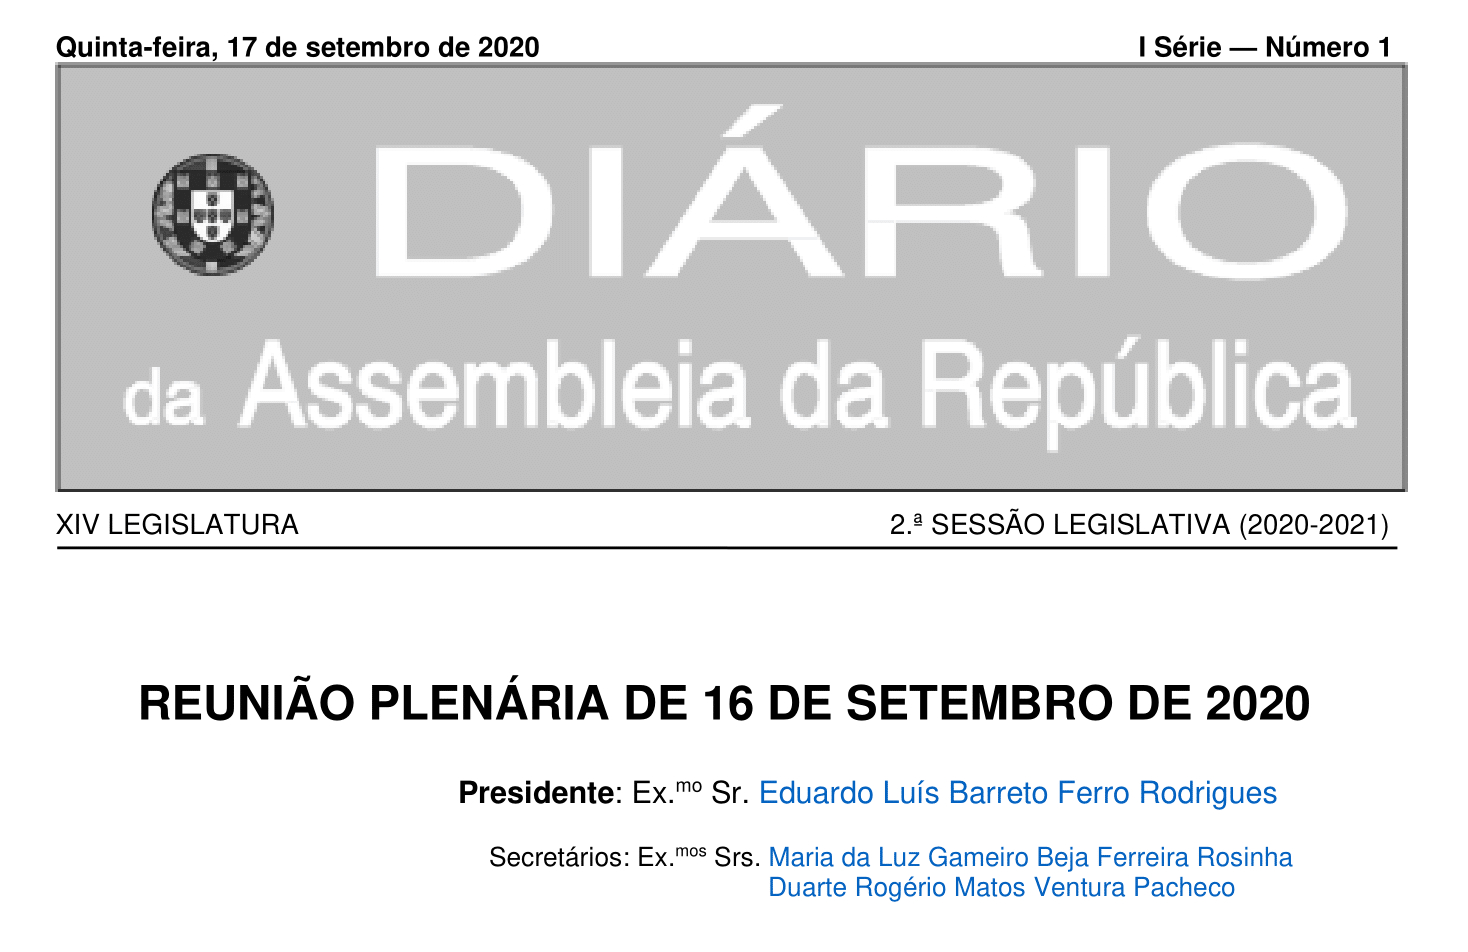 Quinta-feira, 17 de setembro de 2020 I Série — Número 1
DIÁRIO
da Assembleia da República
XIV LEGISLATURA 2.ª SESSÃO LEGISLATIVA (2020-2021)
REUNIÃO PLENÁRIA DE 16 DE SETEMBRO DE 2020
Presidente: Ex.mo Sr. Eduardo Luís Barreto Ferro Rodrigues
Secretários: Ex.mos Srs. Maria da Luz Gameiro Beja Ferreira Rosinha
Duarte Rogério Matos Ventura Pacheco